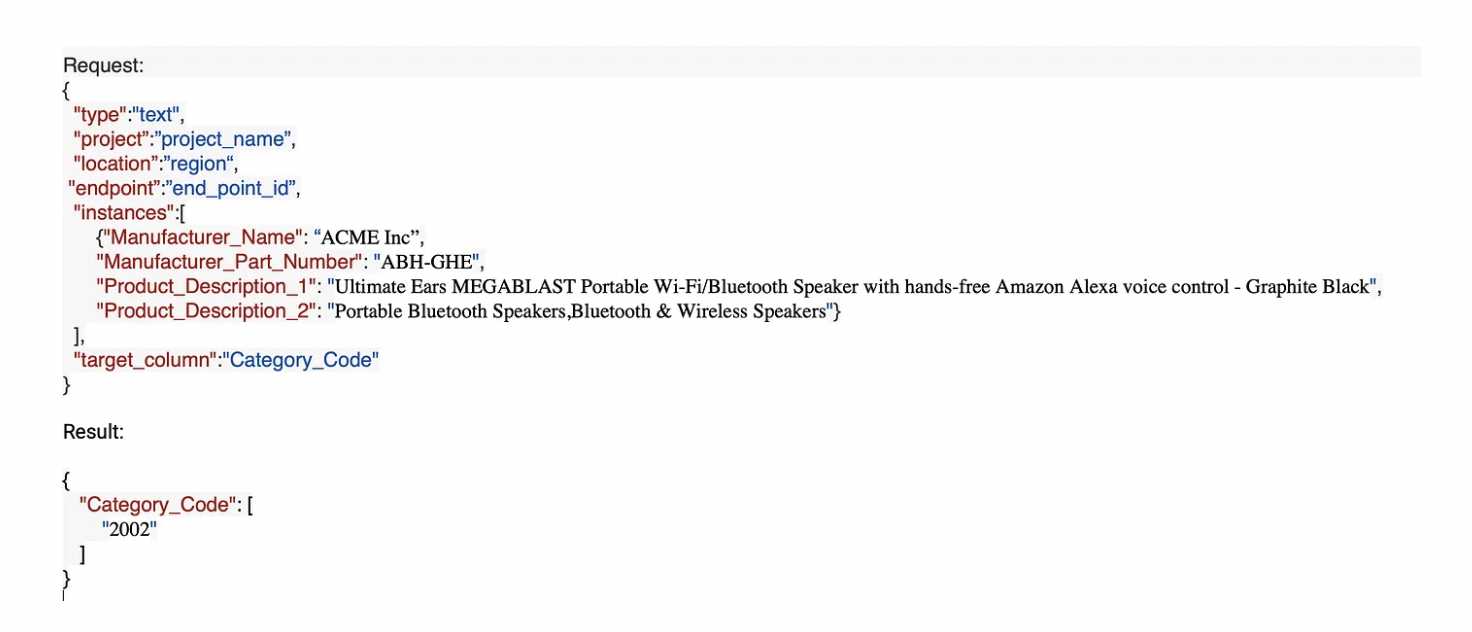 Request:
{
"type":"text",
"project":”project_name”,
"location”:”region“,
"endpoint”:”end_point_id”,
"instances":[
{"Manufacturer_Name": “ACME Inc”,
"Manufacturer_Part_Number": "ABH-GHE",
"Product_Description_1": "Ultimate Ears MEGABLAST Portable Wi-Fi/Bluetooth Speaker with hands-free Amazon Alexa voice control - Graphite Black",
"Product_Description_2": "Portable Bluetooth Speakers,Bluetooth & Wireless Speakers"}
],
"target_column":"Category_Code"
}
Result:
{
"Category_Code": [
"2002"
]
}